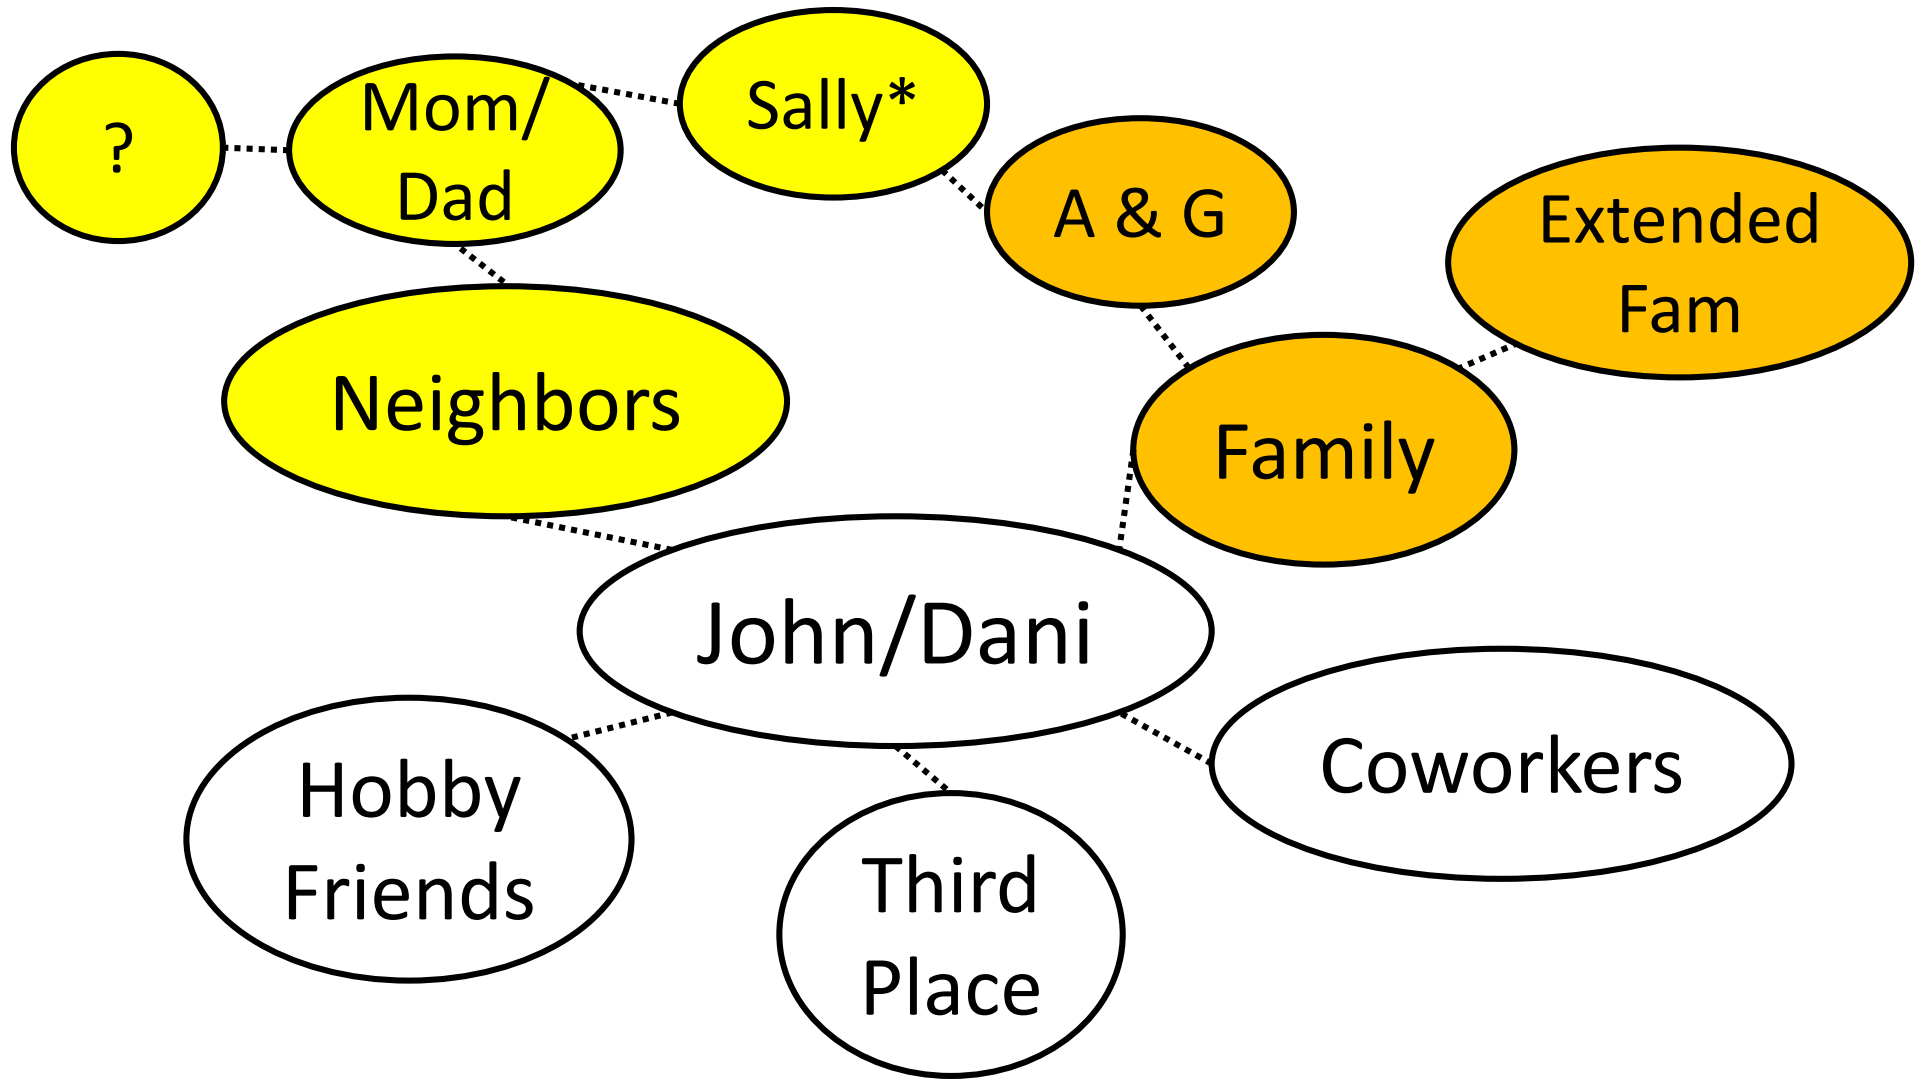 ?
Mom/
Dad
Sally*
A & G
Extended
Fam
Neighbors
Family
John/Dani
Hobby
Friends
Third
Place
Coworkers